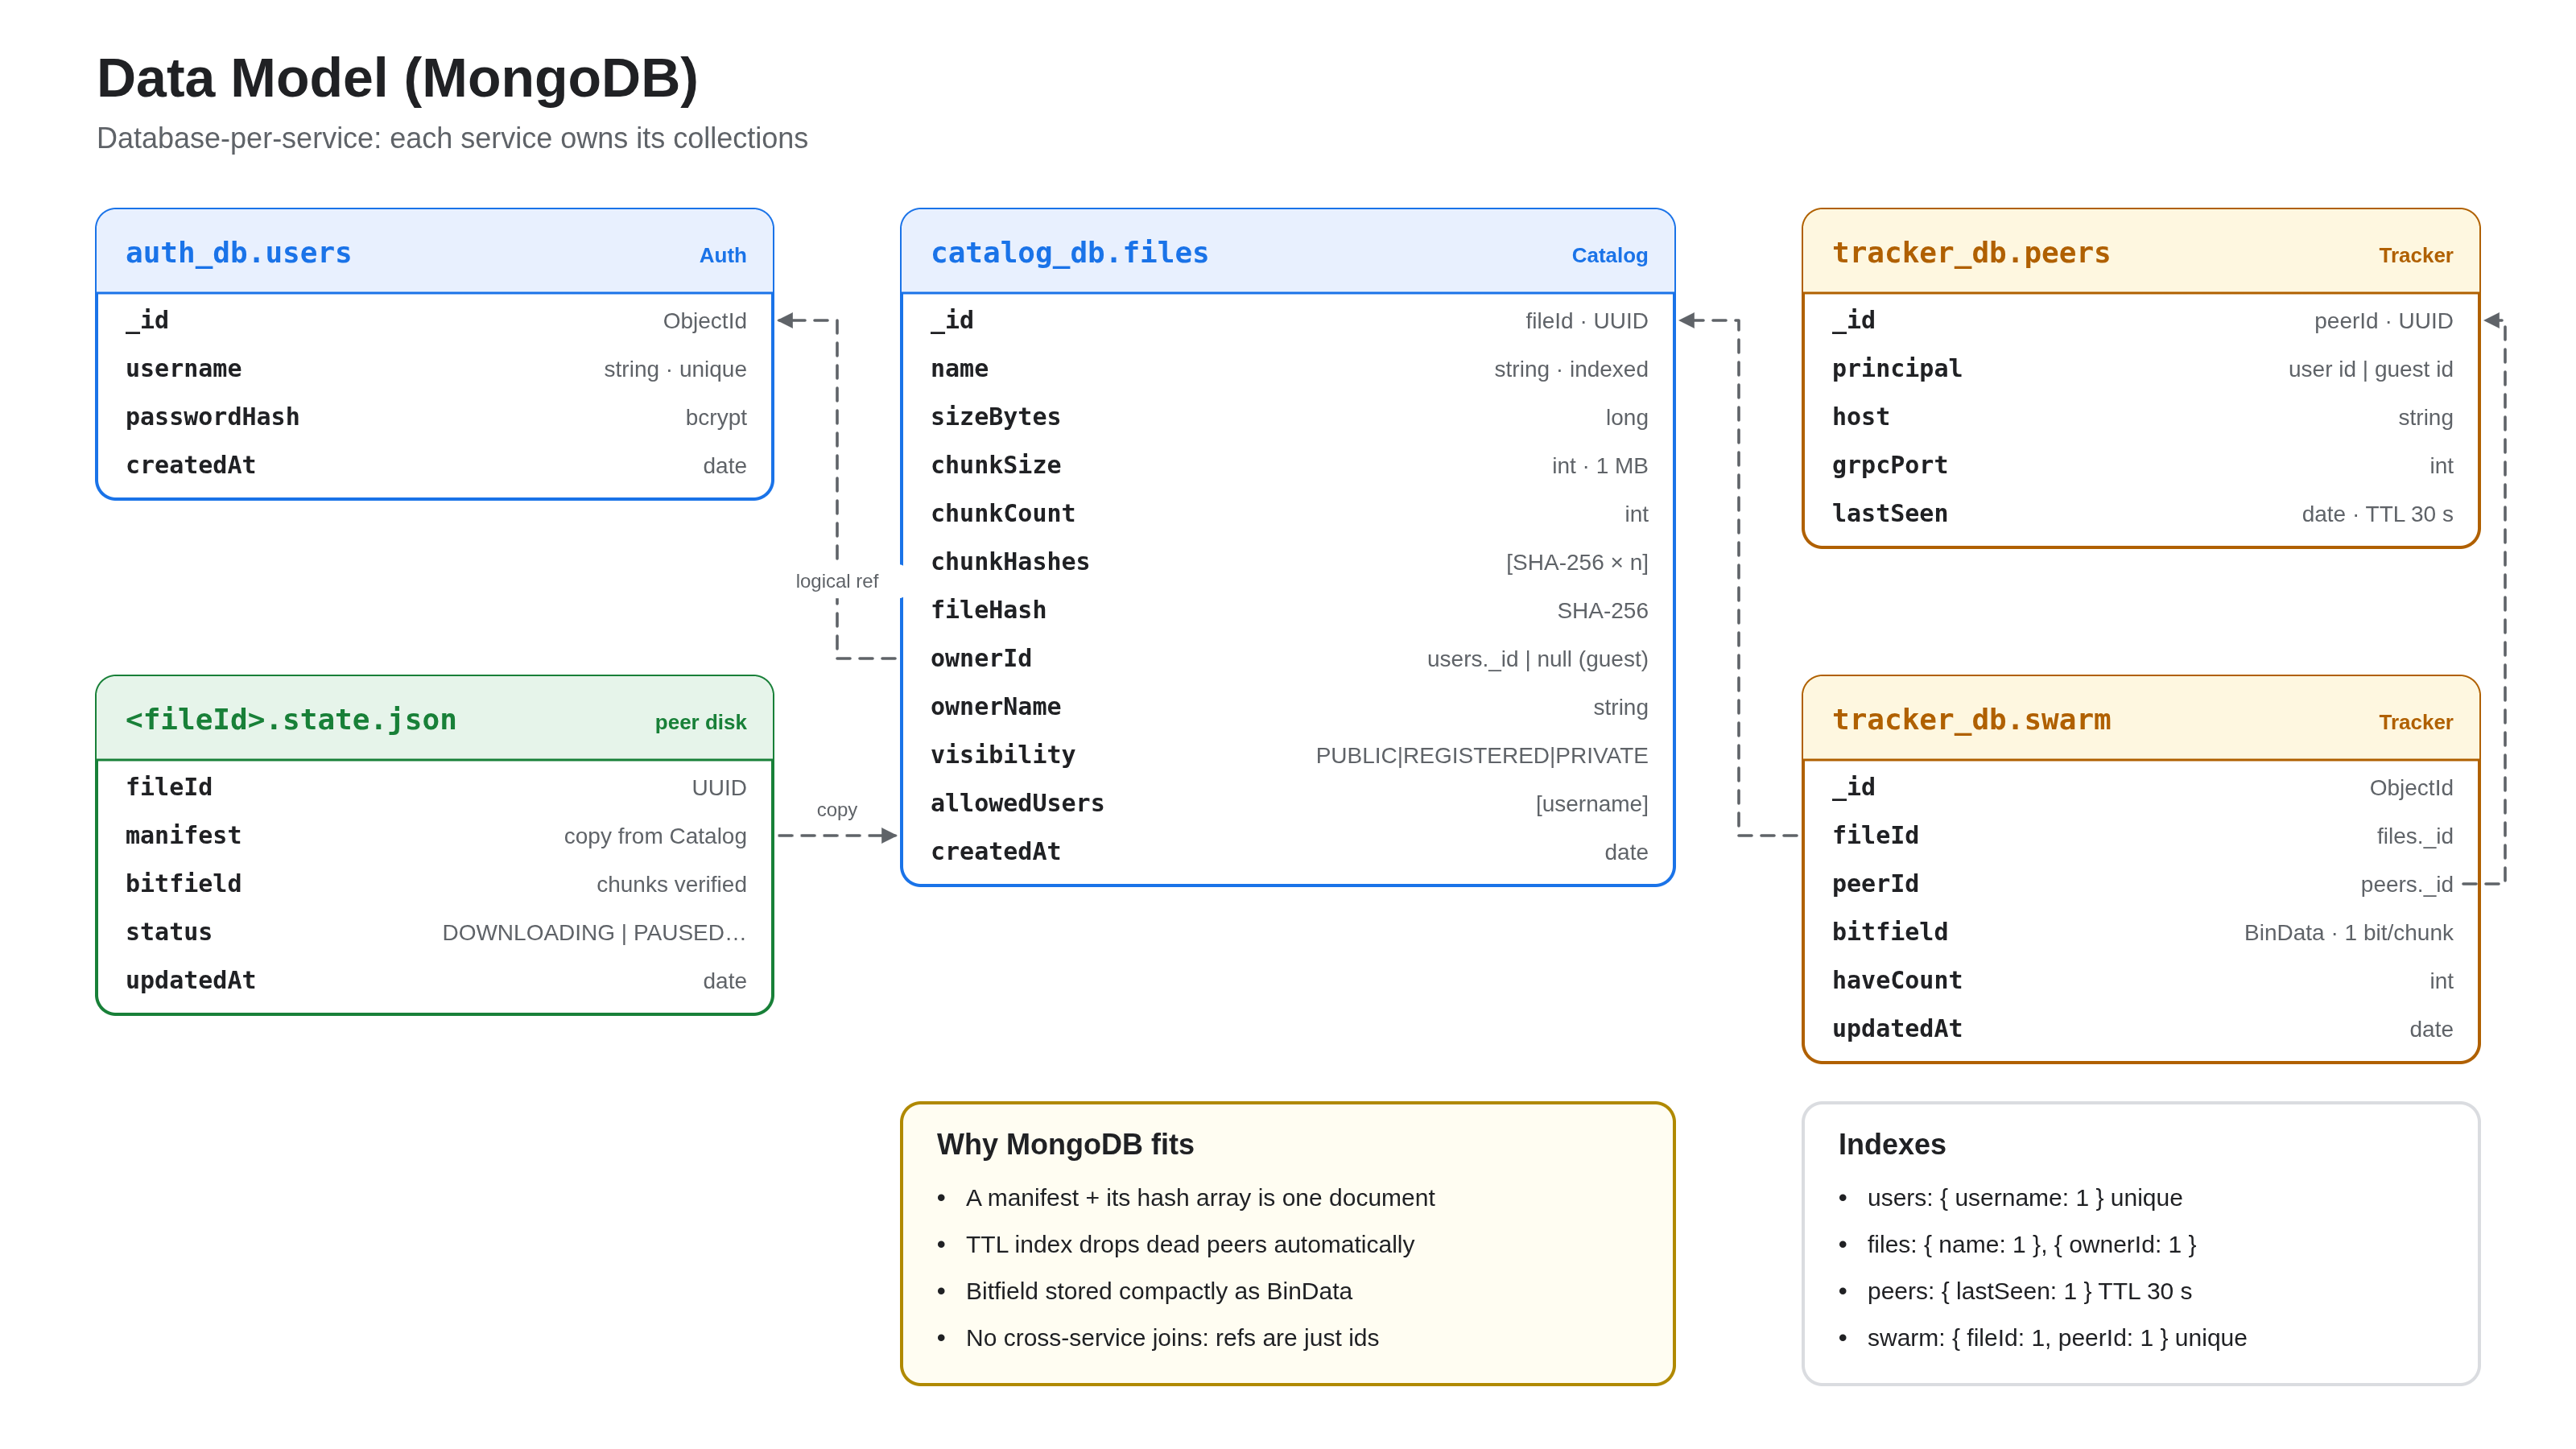 Data Model (MongoDB)
Database-per-service: each service owns its collections
auth_db.users Auth
_id ObjectId
username string · unique
passwordHash bcrypt
createdAt date
<fileId>.state.json peer disk
fileId UUID
manifest copy from Catalog
bitfield chunks verified
status DOWNLOADING | PAUSED…
updatedAt date
logical ref
copy
catalog_db.files Catalog
_id fileId · UUID
name string · indexed
sizeBytes long
chunkSize int · 1 MB
chunkCount int
chunkHashes [SHA-256 × n]
fileHash SHA-256
ownerId users._id | null (guest)
ownerName string
visibility PUBLIC|REGISTERED|PRIVATE
allowedUsers [username]
createdAt date
tracker_db.peers Tracker
_id peerId · UUID
principal user id | guest id
host string
grpcPort int
lastSeen date · TTL 30 s
tracker_db.swarm Tracker
_id ObjectId
fileId files._id
peerId peers._id
bitfield BinData · 1 bit/chunk
haveCount int
updatedAt date
Why MongoDB fits
• A manifest + its hash array is one document
• TTL index drops dead peers automatically
• Bitfield stored compactly as BinData
• No cross-service joins: refs are just ids
Indexes
• users: { username: 1 } unique
• files: { name: 1 }, { ownerId: 1 }
• peers: { lastSeen: 1 } TTL 30 s
• swarm: { fileId: 1, peerId: 1 } unique